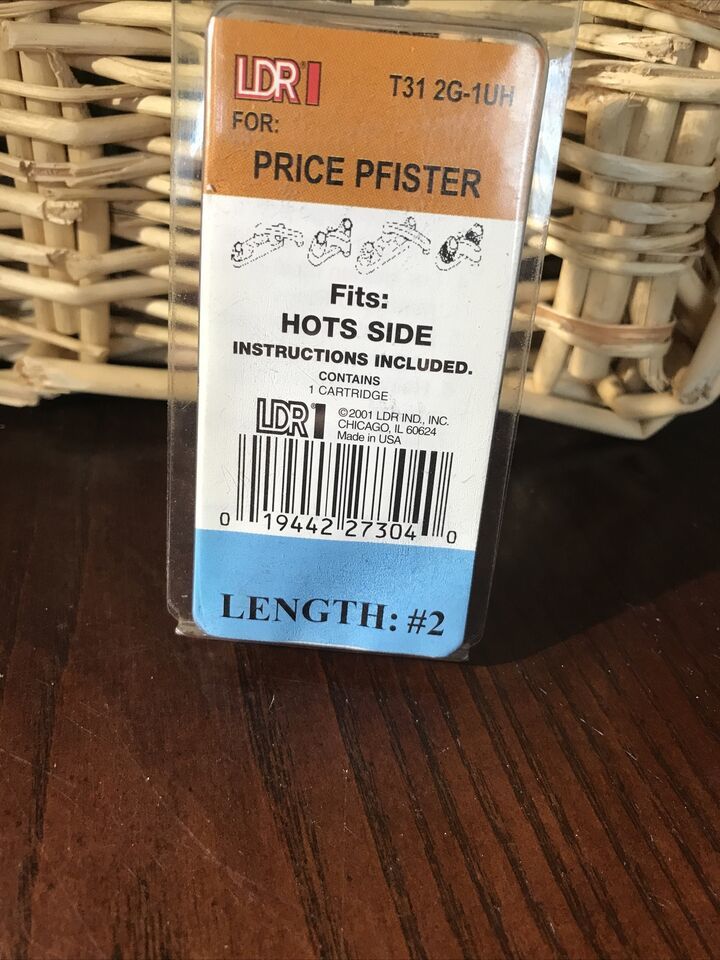 LDR® T31 2G-1UH
FOR:
PRICE PFISTER
Fits:
HOTS SIDE
INSTRUCTIONS INCLUDED.
CONTAINS
1 CARTRIDGE
LDR® ©2001 LDR IND., INC.
CHICAGO, IL 60624
Made in USA
0 19442 27304 0
LENGTH: #2